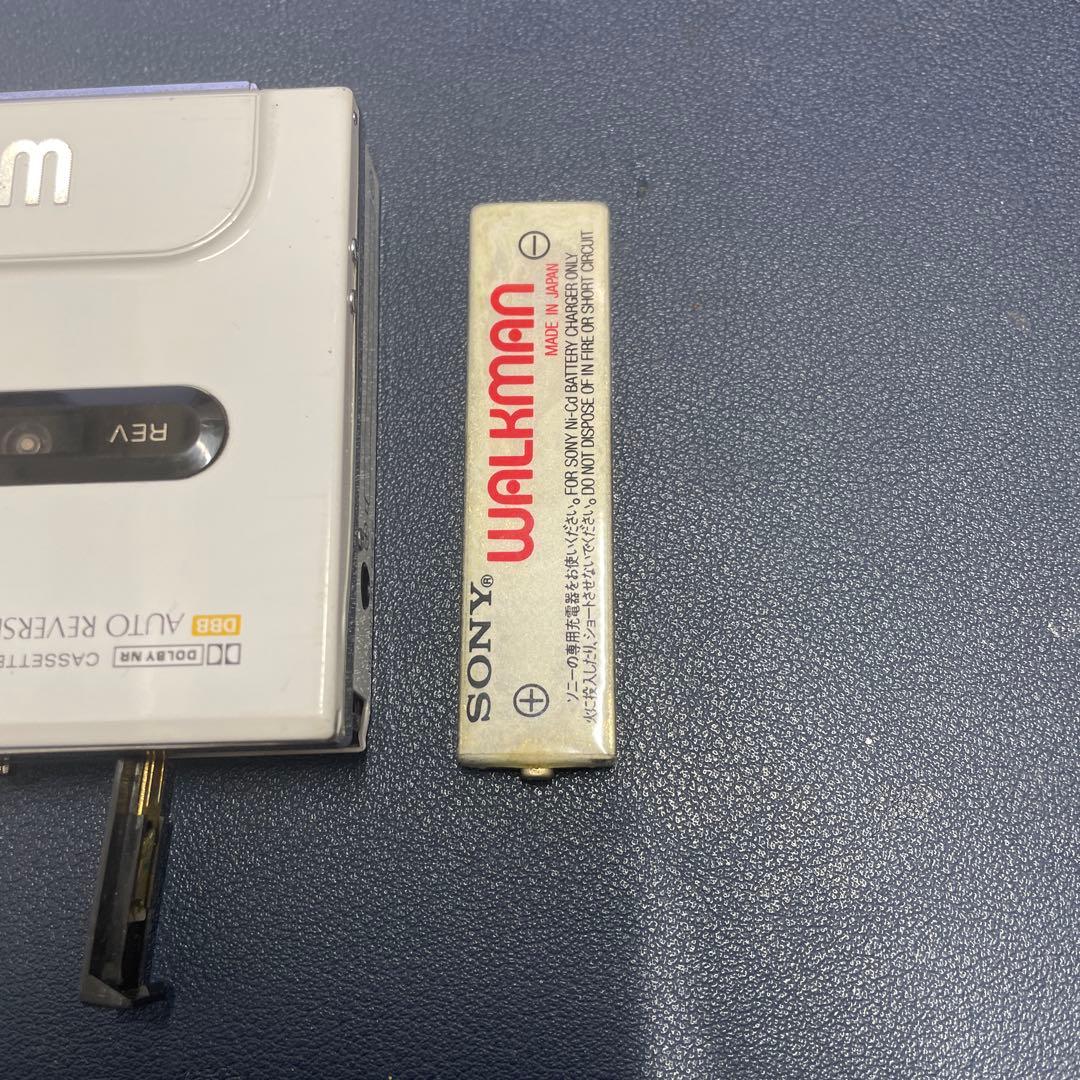 wm
REV
DBB AUTO REVERSE
DOLBY NR CASSETTE
SONY® WALKMAN
MADE IN JAPAN
ソニーの専用充電器をお使いください。FOR SONY Ni-Cd BATTERY CHARGER ONLY
火に投入したり、ショートさせないでください。DO NOT DISPOSE OF IN FIRE OR SHORT CIRCUIT